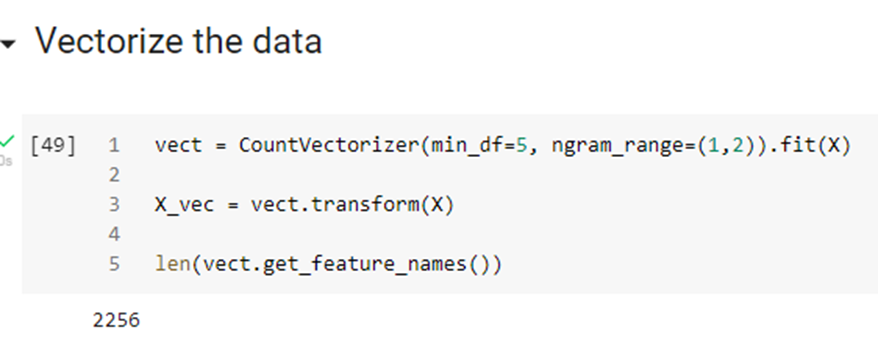 Vectorize the data
[49] 1 vect = CountVectorizer(min_df=5, ngram_range=(1,2)).fit(X)
0s 2
3 X_vec = vect.transform(X)
4
5 len(vect.get_feature_names())
2256